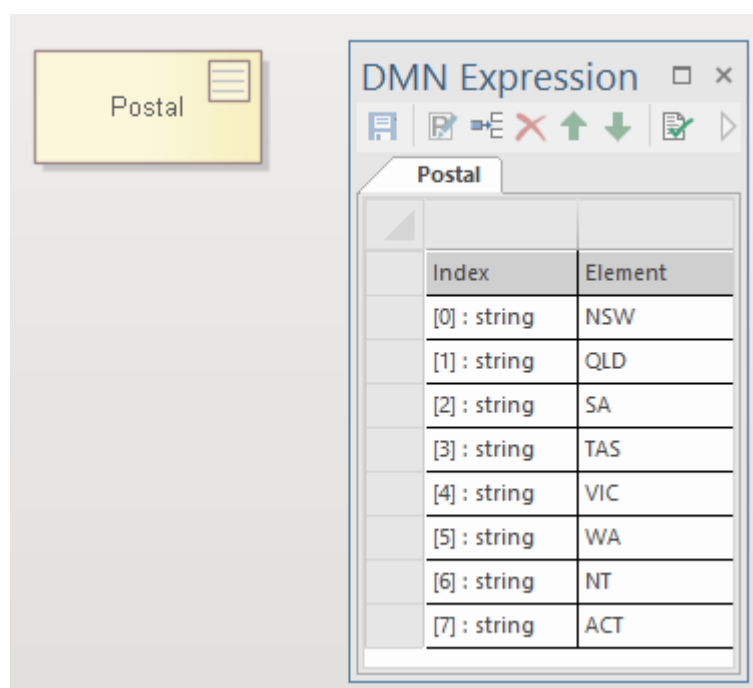 Postal
DMN Expression
Postal
Index Element
[0] : string NSW
[1] : string QLD
[2] : string SA
[3] : string TAS
[4] : string VIC
[5] : string WA
[6] : string NT
[7] : string ACT